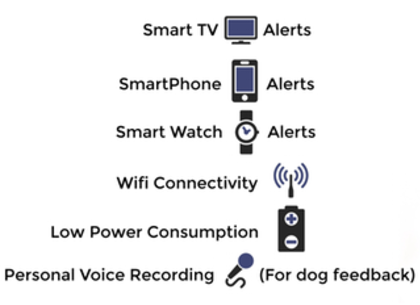 Smart TV Alerts
SmartPhone Alerts
Smart Watch Alerts
Wifi Connectivity
Low Power Consumption
Personal Voice Recording (For dog feedback)